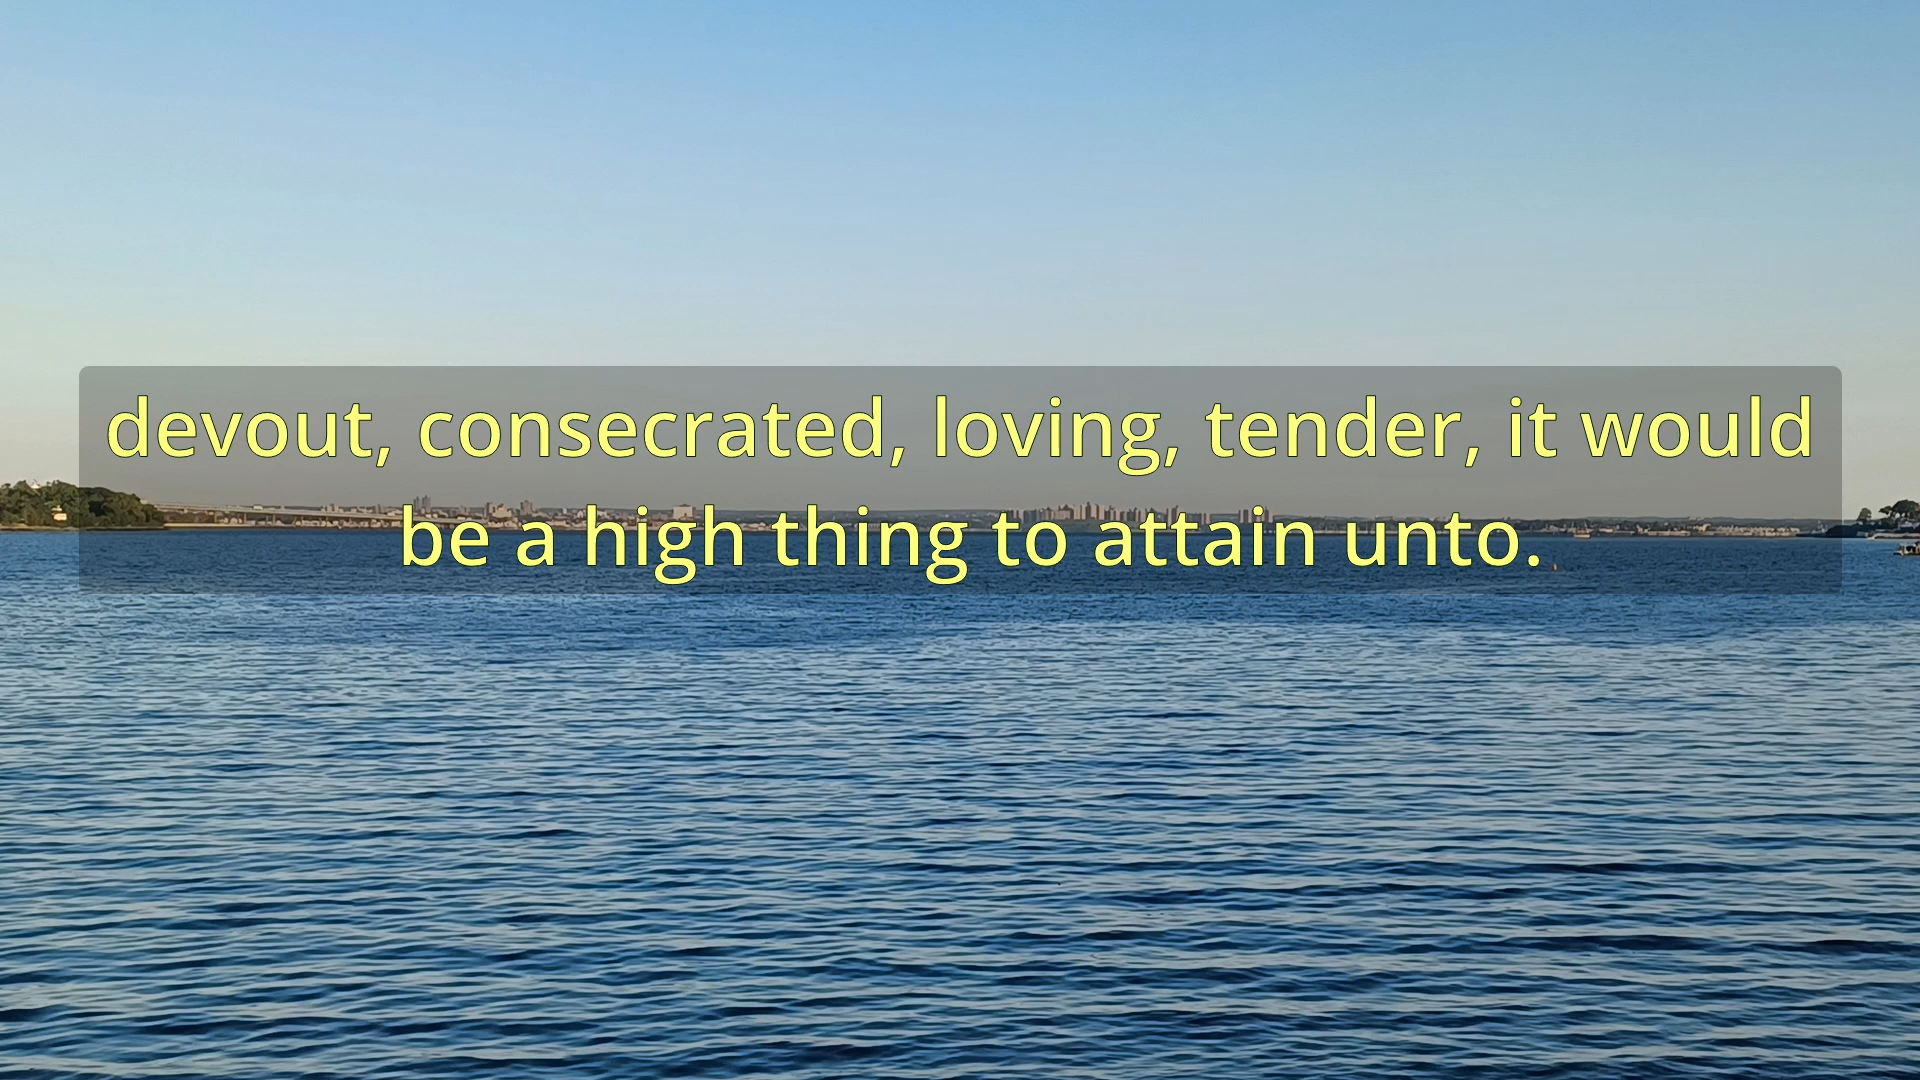 devout, consecrated, loving, tender, it would
be a high thing to attain unto.